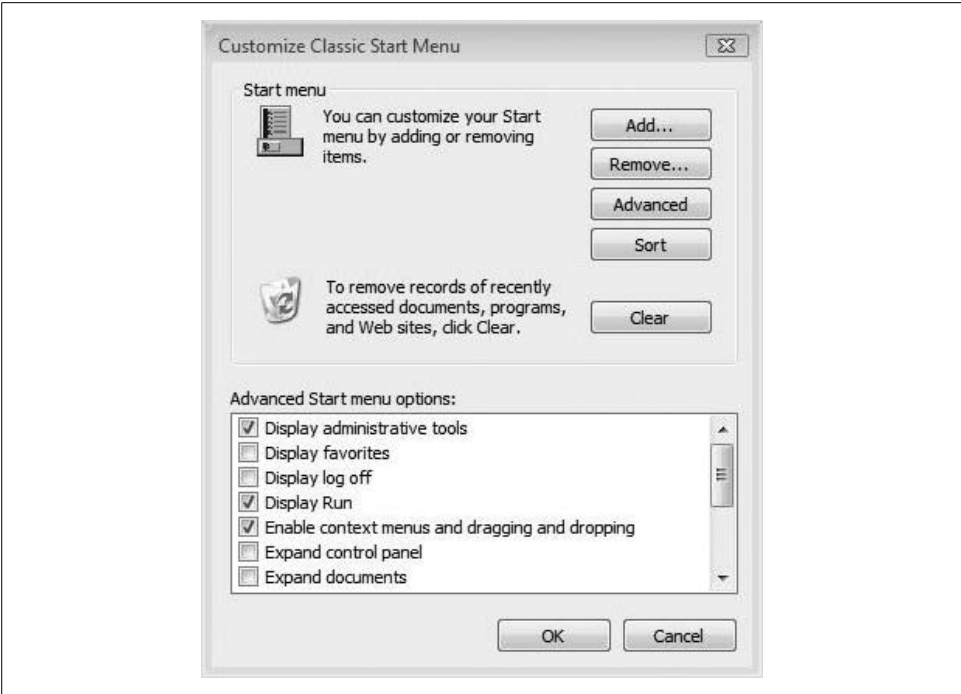 Customize Classic Start Menu
Start menu
You can customize your Start
menu by adding or removing
items.
Add...
Remove...
Advanced
Sort
To remove records of recently
accessed documents, programs,
and Web sites, click Clear.
Clear
Advanced Start menu options:
Display administrative tools
Display favorites
Display log off
Display Run
Enable context menus and dragging and dropping
Expand control panel
Expand documents
OK
Cancel